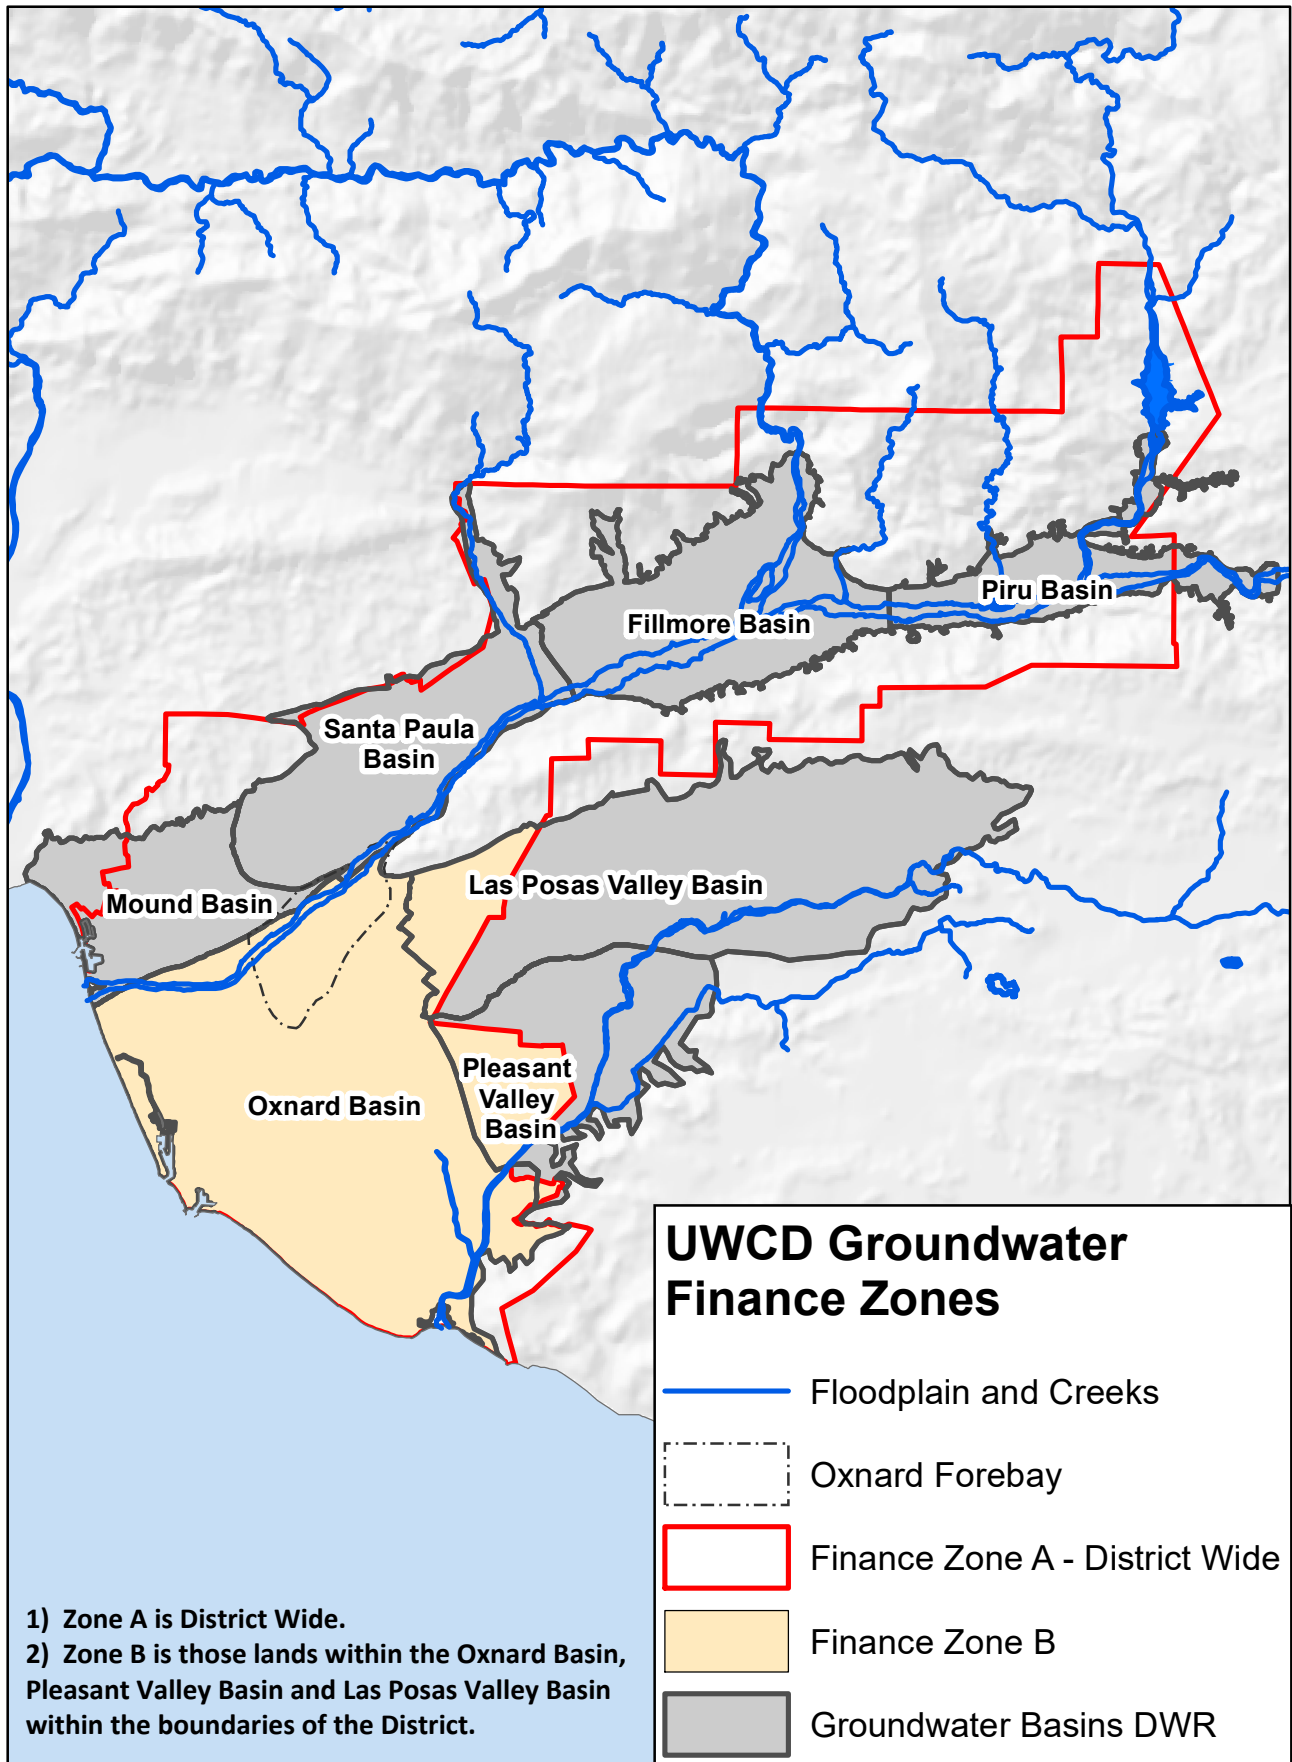 Piru Basin
Fillmore Basin
Santa Paula
Basin
Las Posas Valley Basin
Mound Basin
Pleasant
Valley
Basin
Oxnard Basin
UWCD Groundwater
Finance Zones
Floodplain and Creeks
Oxnard Forebay
Finance Zone A - District Wide
Finance Zone B
Groundwater Basins DWR
1) Zone A is District Wide.
2) Zone B is those lands within the Oxnard Basin,
Pleasant Valley Basin and Las Posas Valley Basin
within the boundaries of the District.